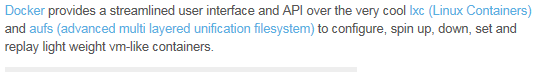 Docker provides a streamlined user interface and API over the very cool lxc (Linux Containers)
and aufs (advanced multi layered unification filesystem) to configure, spin up, down, set and
replay light weight vm-like containers.